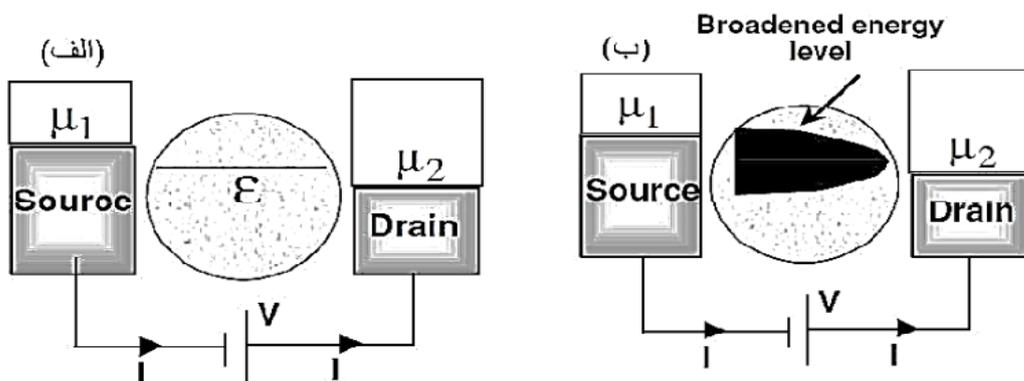 (الف)
μ1
Souroc
ε
μ2
Drain
V
I
I
(ب)
Broadened energy
level
μ1
Source
μ2
Drain
V
I
I